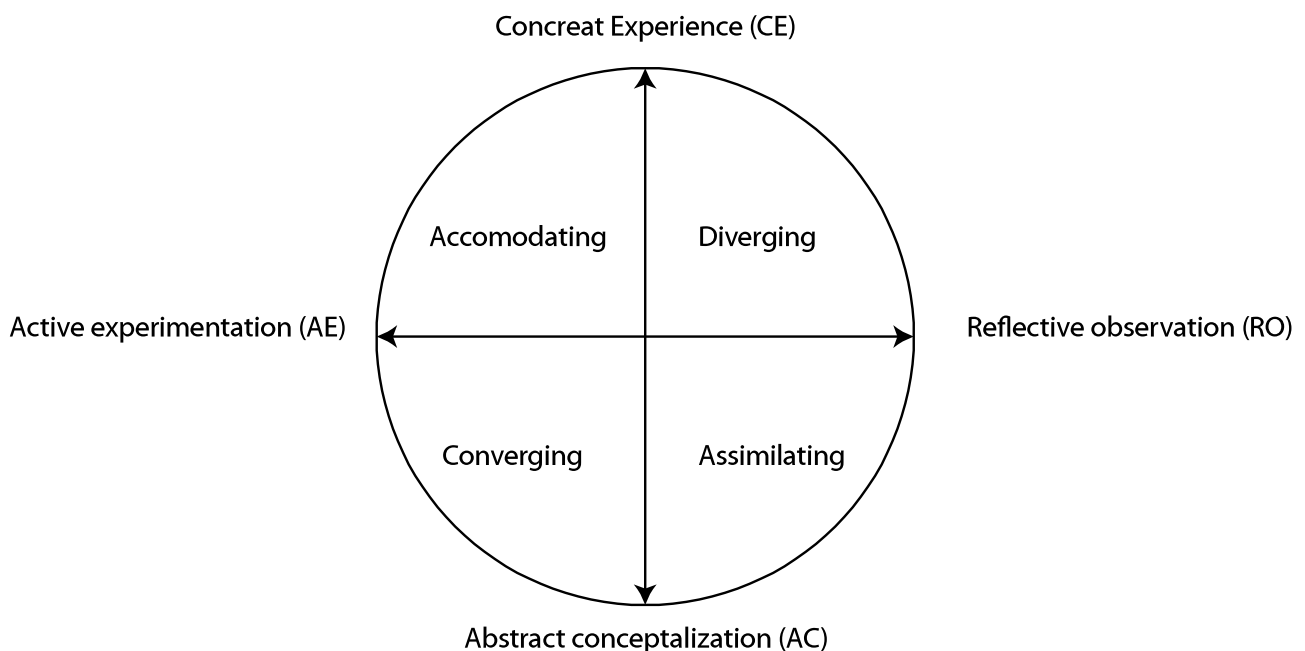 Concreat Experience (CE)
Accomodating
Diverging
Active experimentation (AE)
Reflective observation (RO)
Converging
Assimilating
Abstract conceptalization (AC)